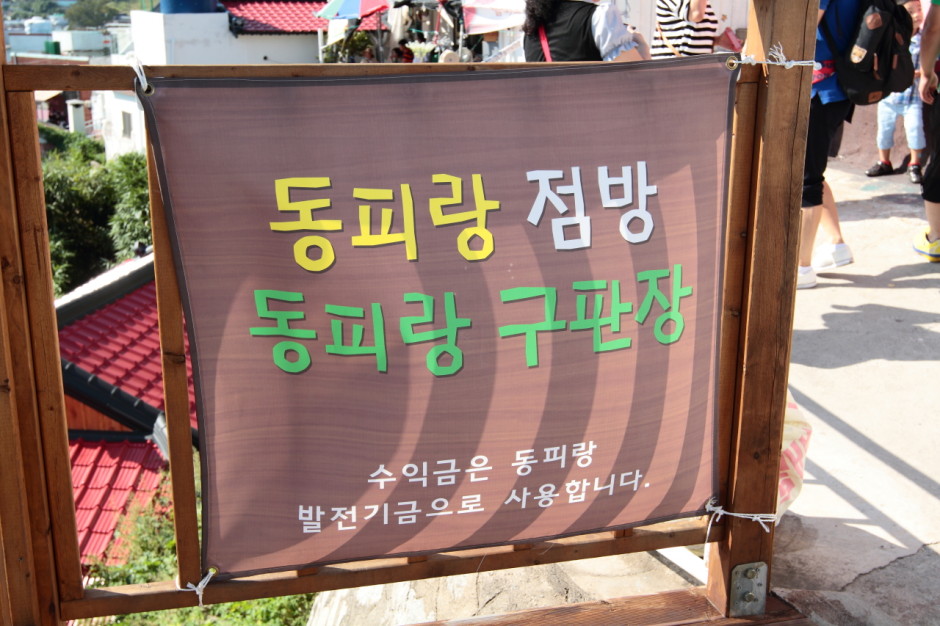 동피랑 점방
동피랑 구판장
수익금은 동피랑
발전기금으로 사용합니다.